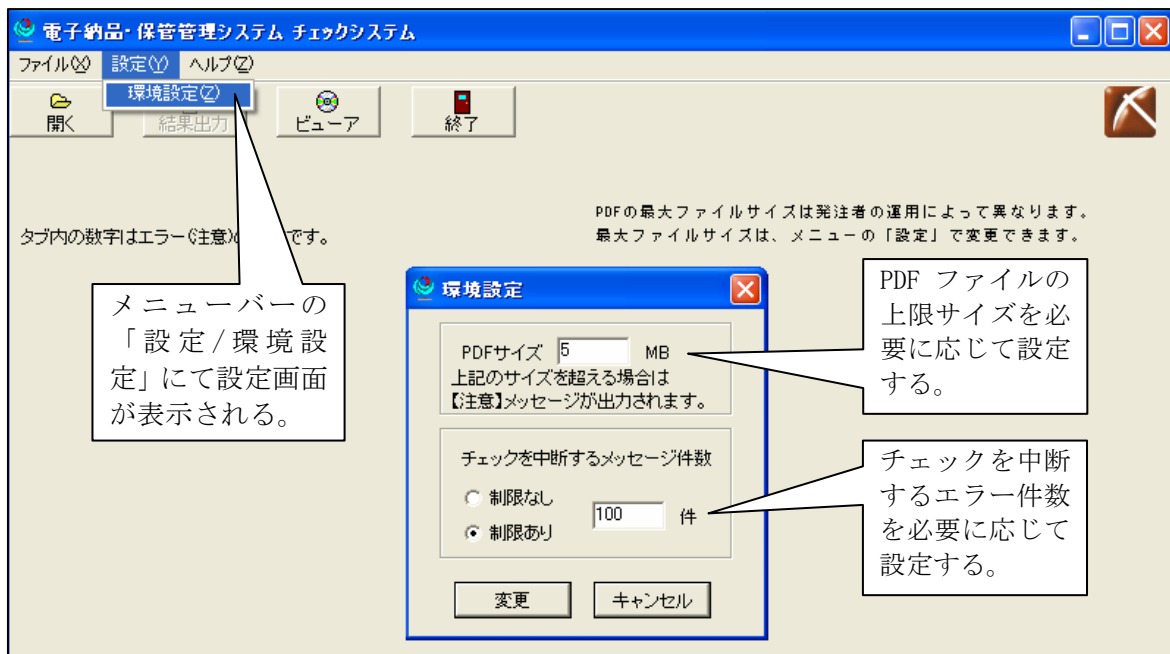 電子納品・保管管理システム チェックシステム
ファイル(X) 設定(Y) ヘルプ(Z)
環境設定(Z)
開く 結果出力 ビューア 終了
PDFの最大ファイルサイズは発注者の運用によって異なります。
最大ファイルサイズは、メニューの「設定」で変更できます。
タブ内の数字はエラー(注意)の です。
メニューバーの
「設定/環境設
定」にて設定画面
が表示される。
環境設定
PDFサイズ 5 MB
上記のサイズを超える場合は
【注意】メッセージが出力されます。
チェックを中断するメッセージ件数
制限なし
100 件
制限あり
変更 キャンセル
PDF ファイルの
上限サイズを必
要に応じて設定
する。
チェックを中断
するエラー件数
を必要に応じて
設定する。